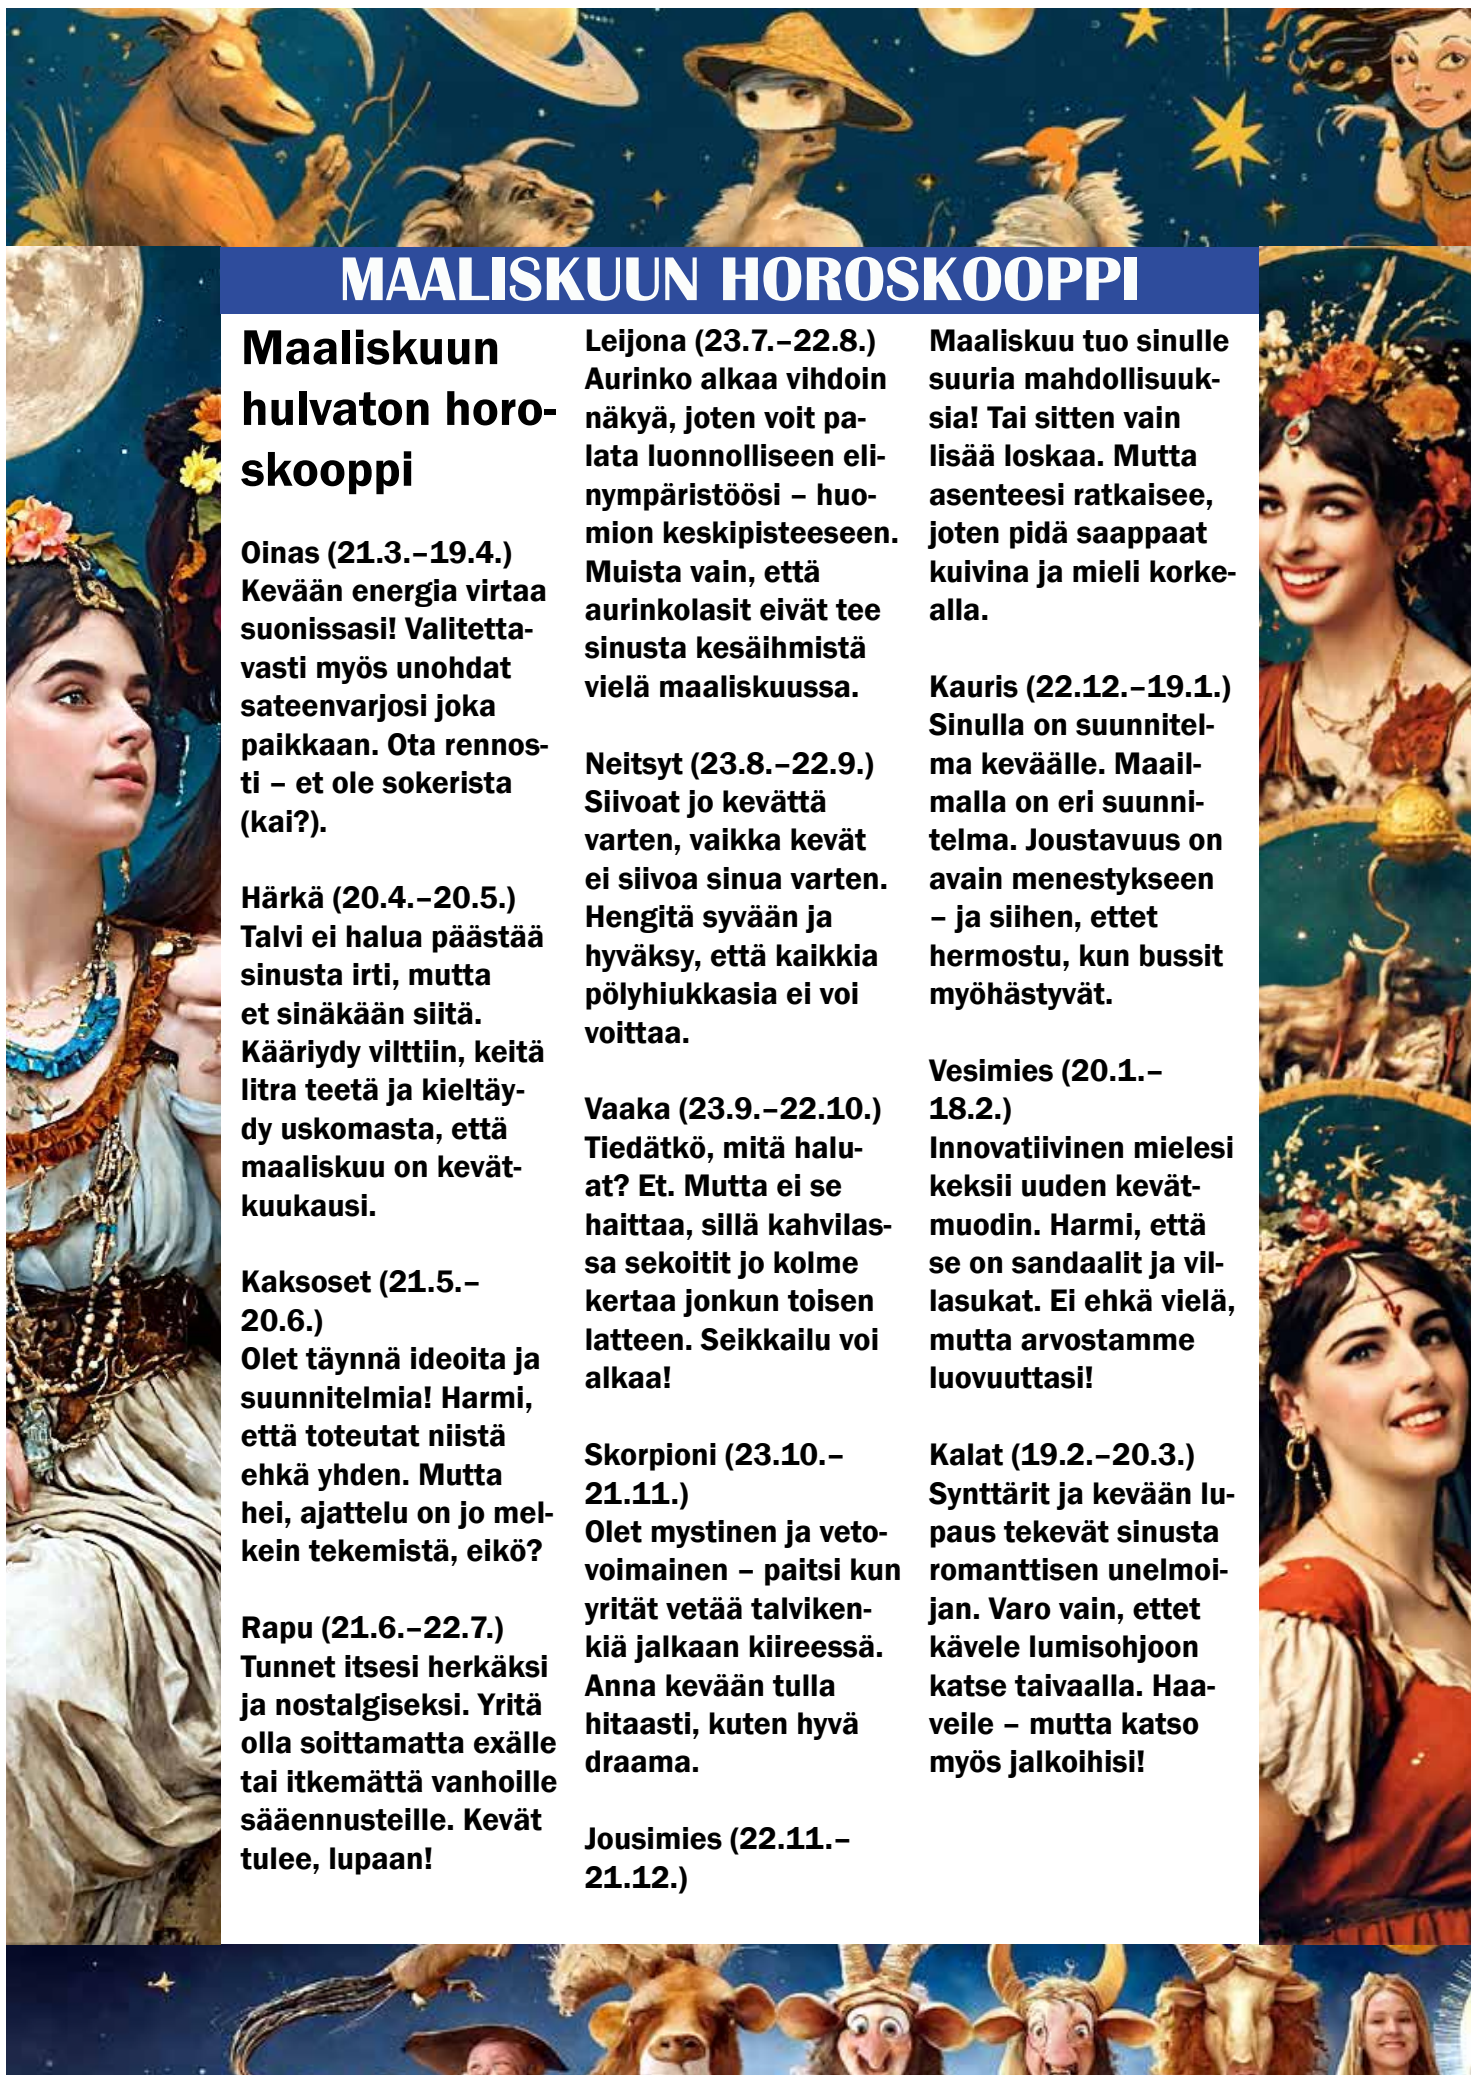 MAALISKUUN HOROSKOOPPI
Maaliskuun
hulvaton horo-
skooppi
Oinas (21.3.–19.4.)
Kevään energia virtaa
suonissasi! Valitetta-
vasti myös unohdat
sateenvarjosi joka
paikkaan. Ota rennos-
ti – et ole sokerista
(kai?).
Härkä (20.4.–20.5.)
Talvi ei halua päästää
sinusta irti, mutta
et sinäkään siitä.
Kääriydy vilttiin, keitä
litra teetä ja kieltäy-
dy uskomasta, että
maaliskuu on kevät-
kuukausi.
Kaksoset (21.5.–
20.6.)
Olet täynnä ideoita ja
suunnitelmia! Harmi,
että toteutat niistä
ehkä yhden. Mutta
hei, ajattelu on jo mel-
kein tekemistä, eikö?
Rapu (21.6.–22.7.)
Tunnet itsesi herkäksi
ja nostalgiseksi. Yritä
olla soittamatta exälle
tai itkemättä vanhoille
sääennusteille. Kevät
tulee, lupaan!
Leijona (23.7.–22.8.)
Aurinko alkaa vihdoin
näkyä, joten voit pa-
lata luonnolliseen eli-
nympäristöösi – huo-
mion keskipisteeseen.
Muista vain, että
aurinkolasit eivät tee
sinusta kesäihmistä
vielä maaliskuussa.
Neitsyt (23.8.–22.9.)
Siivoat jo kevättä
varten, vaikka kevät
ei siivoa sinua varten.
Hengitä syvään ja
hyväksy, että kaikkia
pölyhiukkasia ei voi
voittaa.
Vaaka (23.9.–22.10.)
Tiedätkö, mitä halu-
at? Et. Mutta ei se
haittaa, sillä kahvilas-
sa sekoitit jo kolme
kertaa jonkun toisen
latteen. Seikkailu voi
alkaa!
Skorpioni (23.10.–
21.11.)
Olet mystinen ja veto-
voimainen – paitsi kun
yrität vetää talviken-
kiä jalkaan kiireessä.
Anna kevään tulla
hitaasti, kuten hyvä
draama.
Jousimies (22.11.–
21.12.)
Maaliskuu tuo sinulle
suuria mahdollisuuk-
sia! Tai sitten vain
lisää loskaa. Mutta
asenteesi ratkaisee,
joten pidä saappaat
kuivina ja mieli korke-
alla.
Kauris (22.12.–19.1.)
Sinulla on suunnitel-
ma keväälle. Maail-
malla on eri suunni-
telma. Joustavuus on
avain menestykseen
– ja siihen, ettet
hermostu, kun bussit
myöhästyvät.
Vesimies (20.1.–
18.2.)
Innovatiivinen mielesi
keksii uuden kevät-
muodin. Harmi, että
se on sandaalit ja vil-
lasukat. Ei ehkä vielä,
mutta arvostamme
luovuuttasi!
Kalat (19.2.–20.3.)
Synttärit ja kevään lu-
paus tekevät sinusta
romanttisen unelmoi-
jan. Varo vain, ettet
kävele lumisohjoon
katse taivaalla. Haa-
veile – mutta katso
myös jalkoihisi!